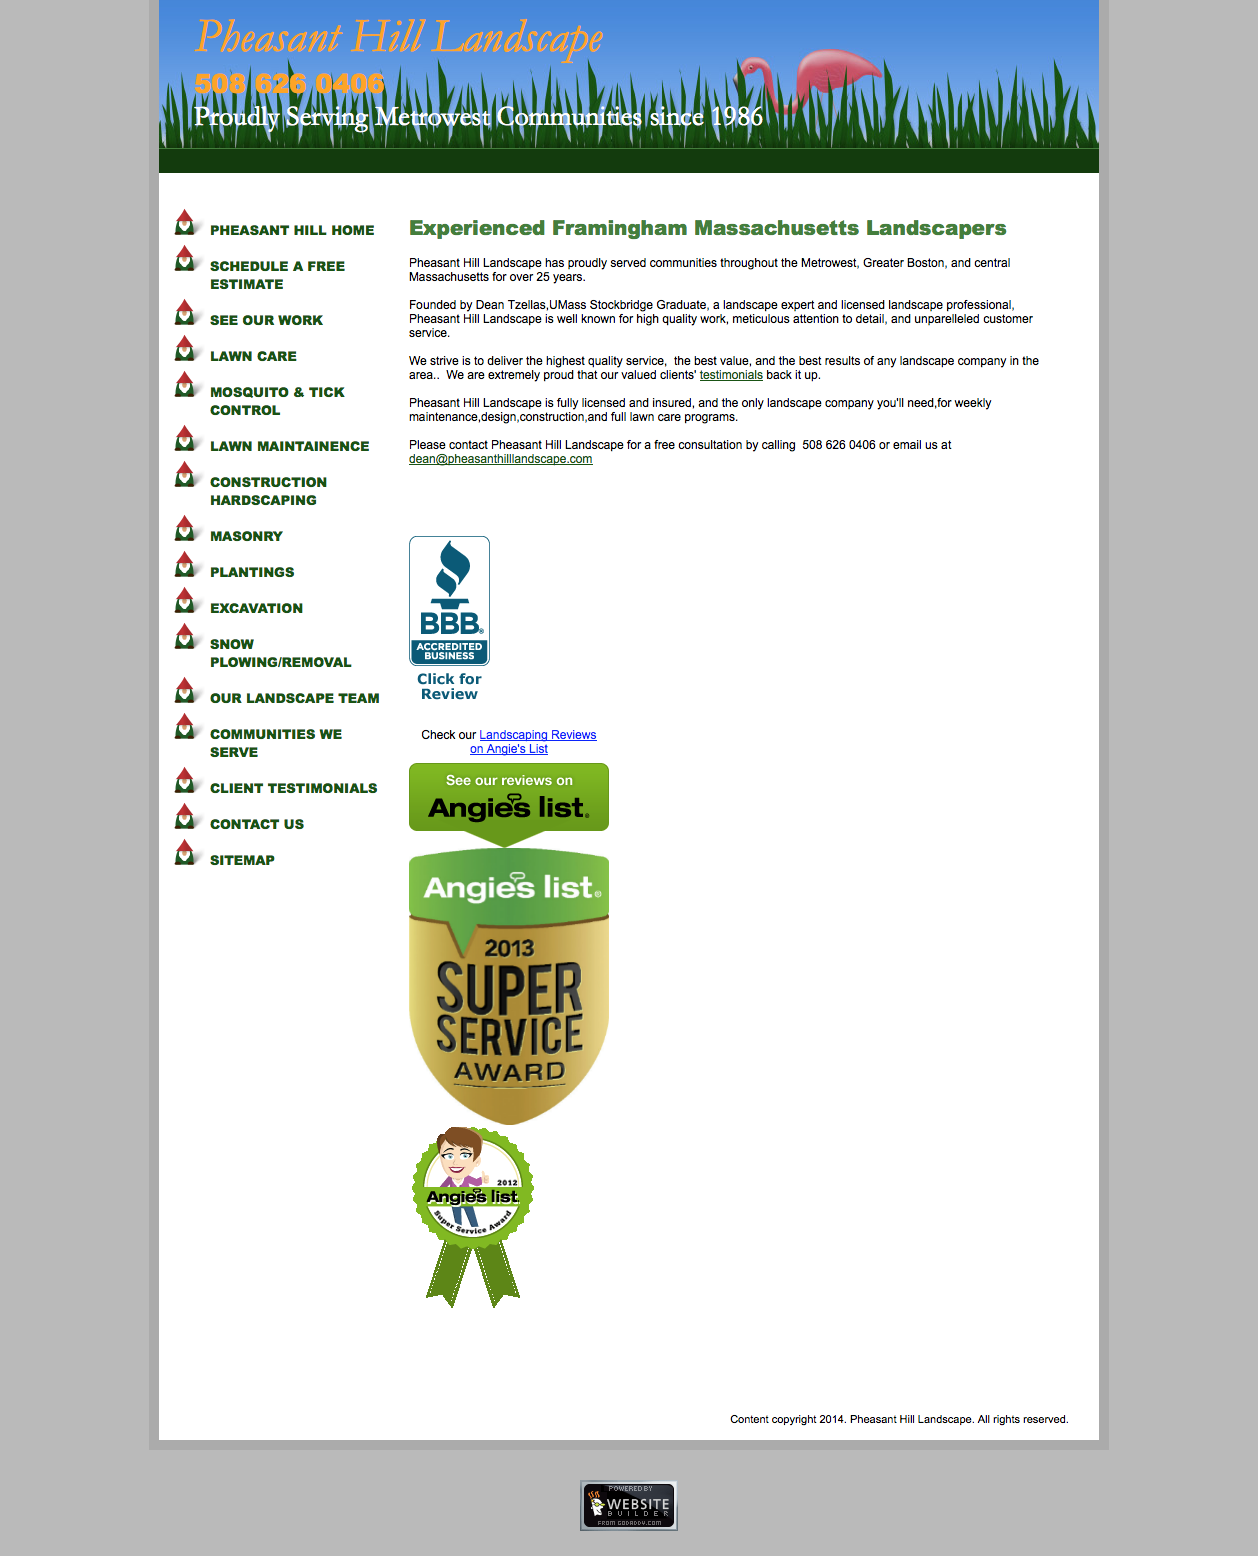 Pheasant Hill Landscape
508 626 0406
Proudly Serving Metrowest Communities since 1986
PHEASANT HILL HOME
SCHEDULE A FREE
ESTIMATE
SEE OUR WORK
LAWN CARE
MOSQUITO & TICK
CONTROL
LAWN MAINTAINENCE
CONSTRUCTION
HARDSCAPING
MASONRY
PLANTINGS
EXCAVATION
SNOW
PLOWING/REMOVAL
OUR LANDSCAPE TEAM
COMMUNITIES WE
SERVE
CLIENT TESTIMONIALS
CONTACT US
SITEMAP
Experienced Framingham Massachusetts Landscapers
Pheasant Hill Landscape has proudly served communities throughout the Metrowest, Greater Boston, and central
Massachusetts for over 25 years.
Founded by Dean Tzellas,UMass Stockbridge Graduate, a landscape expert and licensed landscape professional,
Pheasant Hill Landscape is well known for high quality work, meticulous attention to detail, and unparelleled customer
service.
We strive is to deliver the highest quality service,  the best value, and the best results of any landscape company in the
area..  We are extremely proud that our valued clients' testimonials back it up.
Pheasant Hill Landscape is fully licensed and insured, and the only landscape company you'll need,for weekly
maintenance,design,construction,and full lawn care programs.
Please contact Pheasant Hill Landscape for a free consultation by calling  508 626 0406 or email us at
dean@pheasanthilllandscape.com
BBB®
ACCREDITED
BUSINESS
Click for
Review
Check our Landscaping Reviews
on Angie's List
See our reviews on
Angie's list®
Angie's list®
2013
SUPER
SERVICE
AWARD
2012
Angie's list
Super Service Award
Content copyright 2014. Pheasant Hill Landscape. All rights reserved.
POWERED BY
WEBSITE
BUILDER
FROM GODADDY.COM